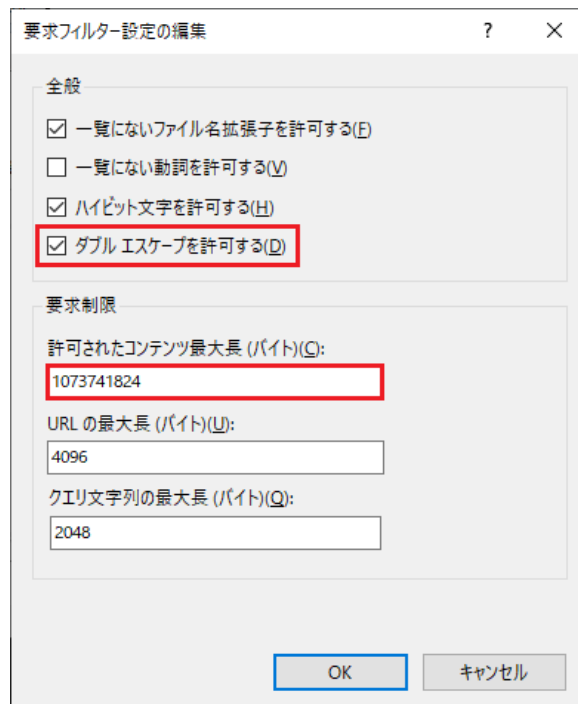 要求フィルター設定の編集 ? ×
全般
一覧にないファイル名拡張子を許可する(F)
一覧にない動詞を許可する(V)
ハイビット文字を許可する(H)
ダブル エスケープを許可する(D)
要求制限
許可されたコンテンツ最大長 (バイト)(C):
1073741824
URL の最大長 (バイト)(U):
4096
クエリ文字列の最大長 (バイト)(Q):
2048
OK キャンセル